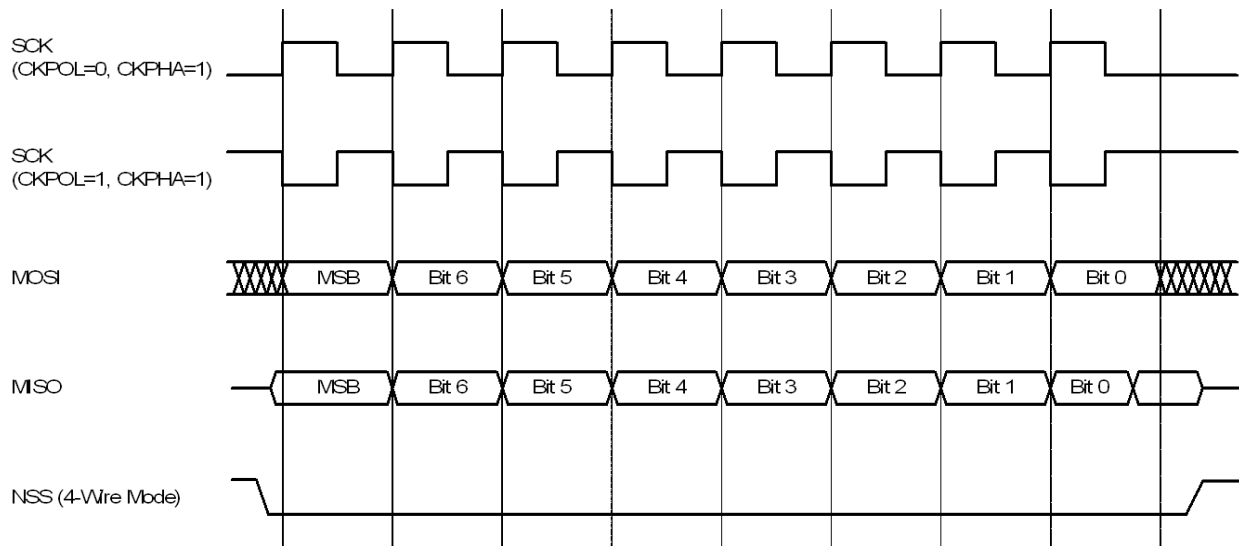 SCK
(CKPOL=0, CKPHA=1)
SCK
(CKPOL=1, CKPHA=1)
MOSI
MSB Bit 6 Bit 5 Bit 4 Bit 3 Bit 2 Bit 1 Bit 0
MISO
MSB Bit 6 Bit 5 Bit 4 Bit 3 Bit 2 Bit 1 Bit 0
NSS (4-Wire Mode)